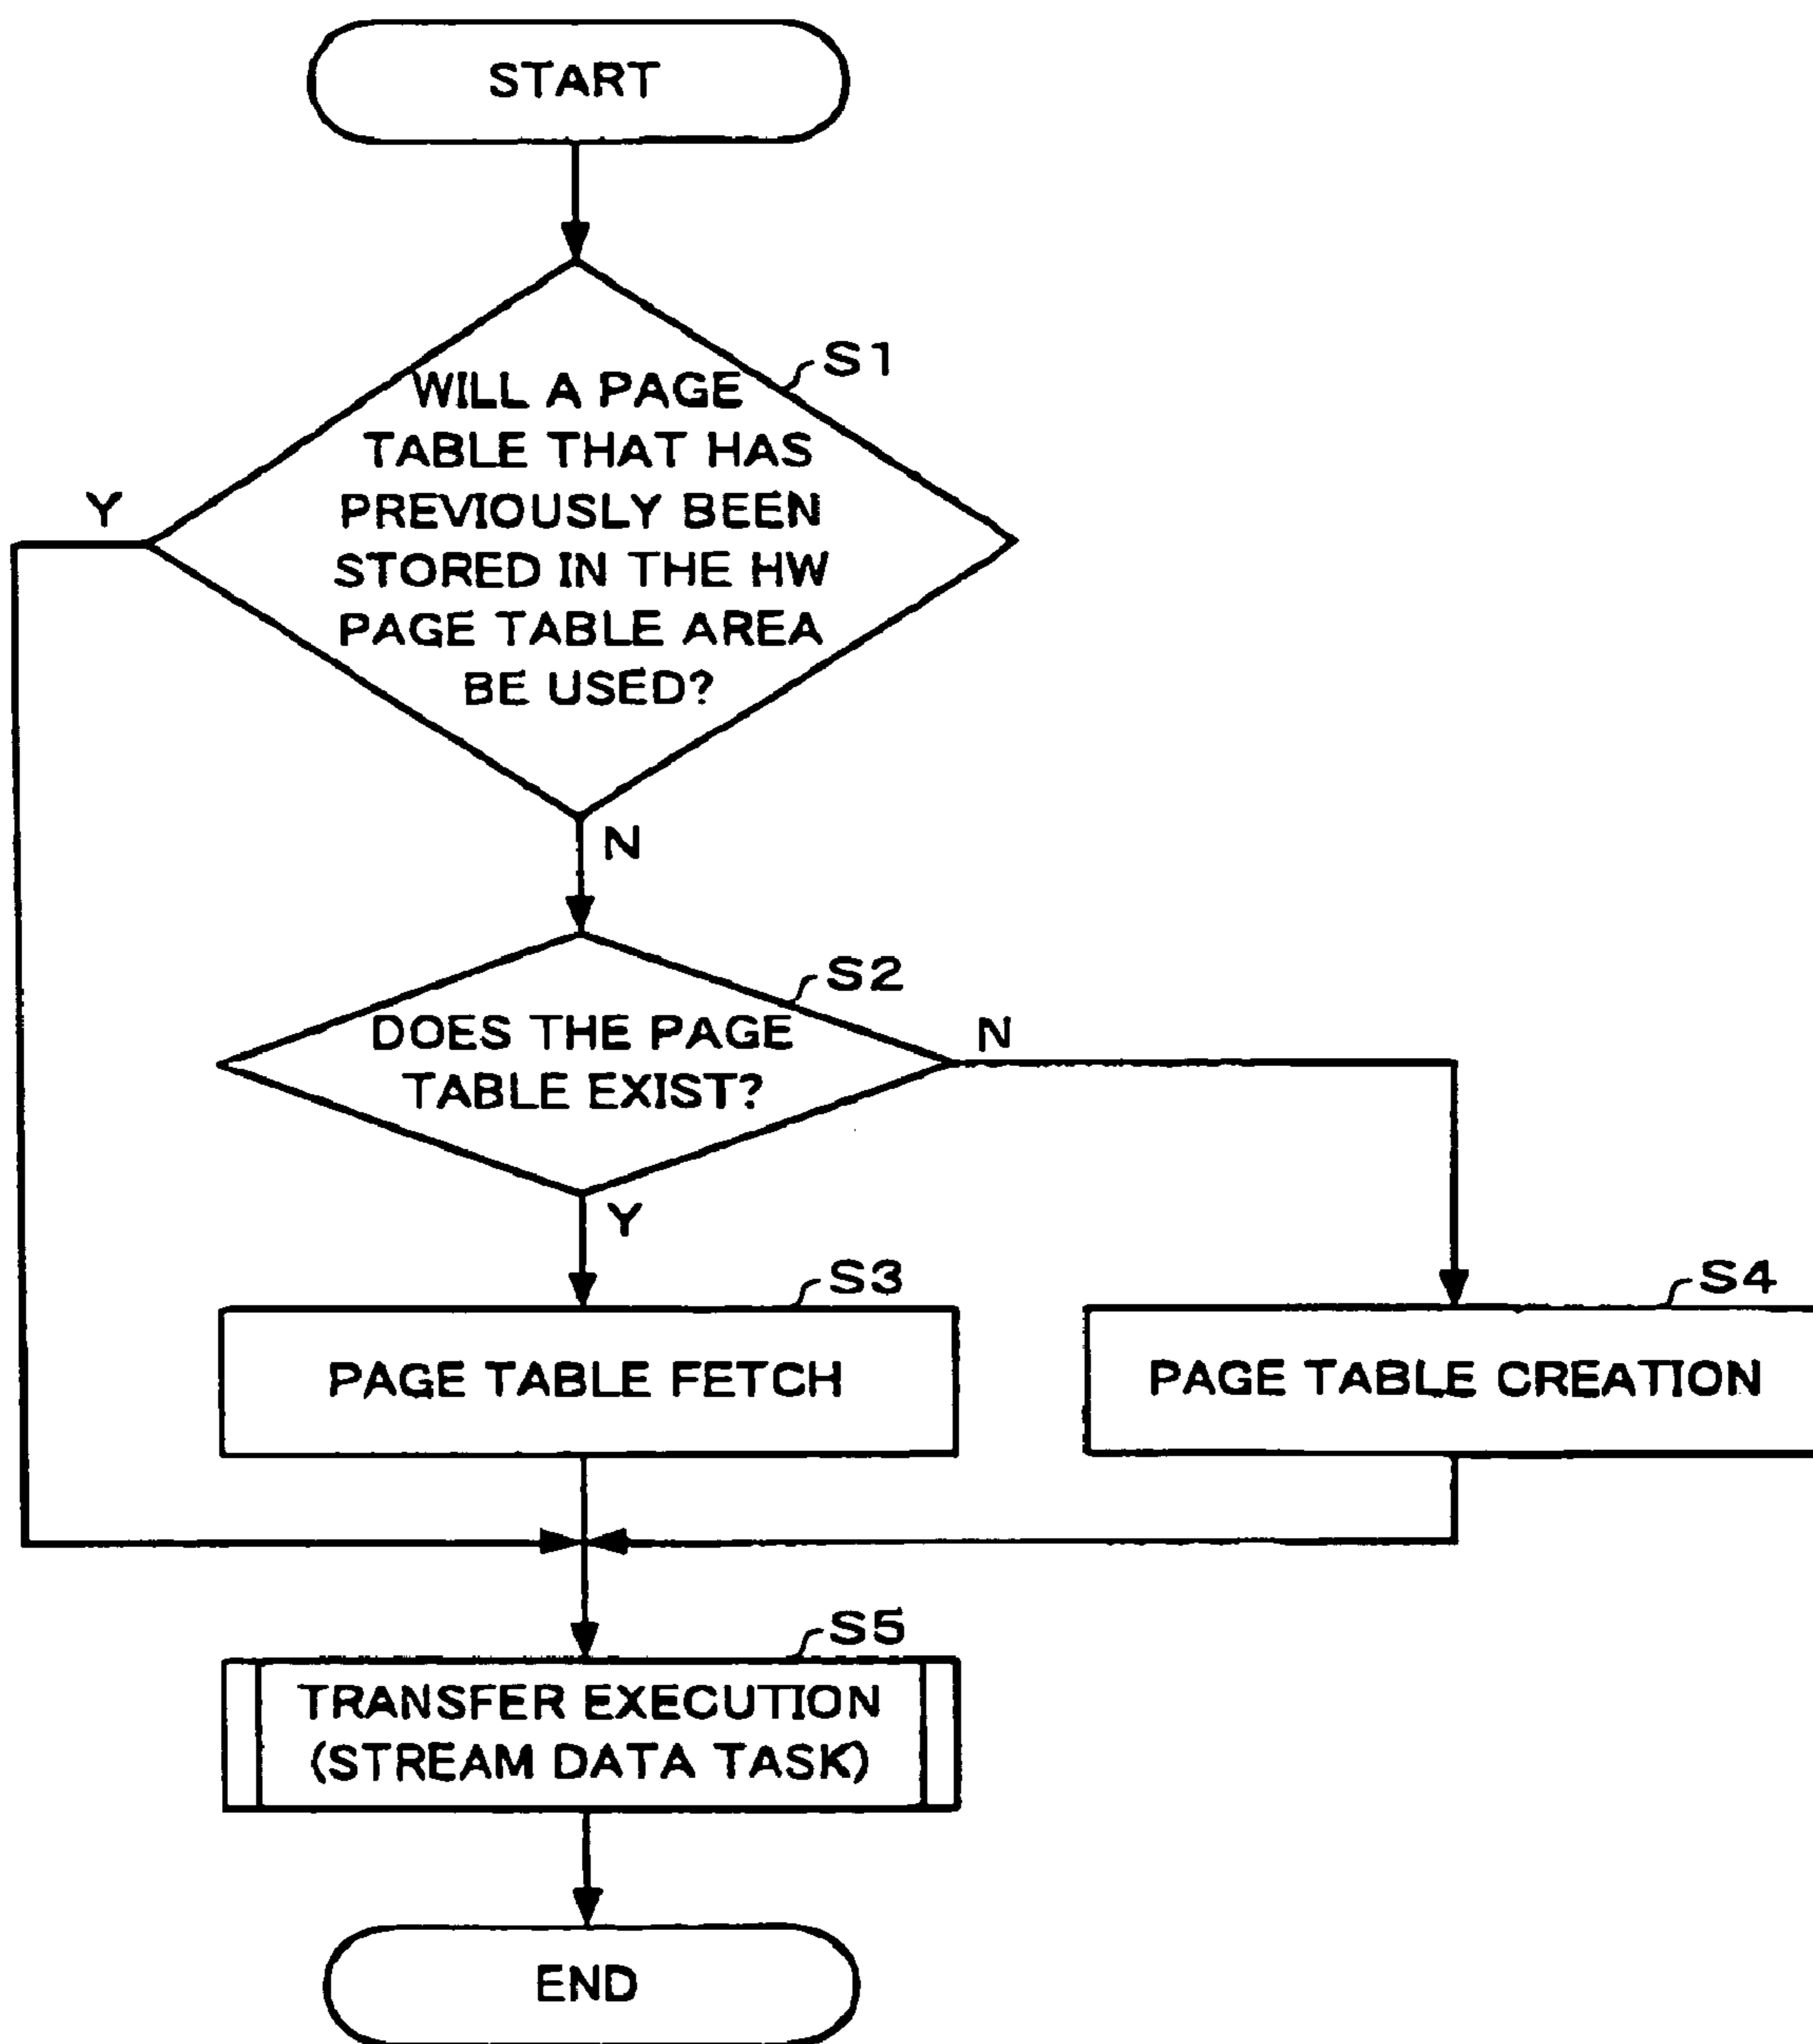 START
S1
WILL A PAGE
TABLE THAT HAS
PREVIOUSLY BEEN
STORED IN THE HW
PAGE TABLE AREA
BE USED?
Y
N
S2
DOES THE PAGE
TABLE EXIST?
N
Y
S3
PAGE TABLE FETCH
S4
PAGE TABLE CREATION
S5
TRANSFER EXECUTION
(STREAM DATA TASK)
END